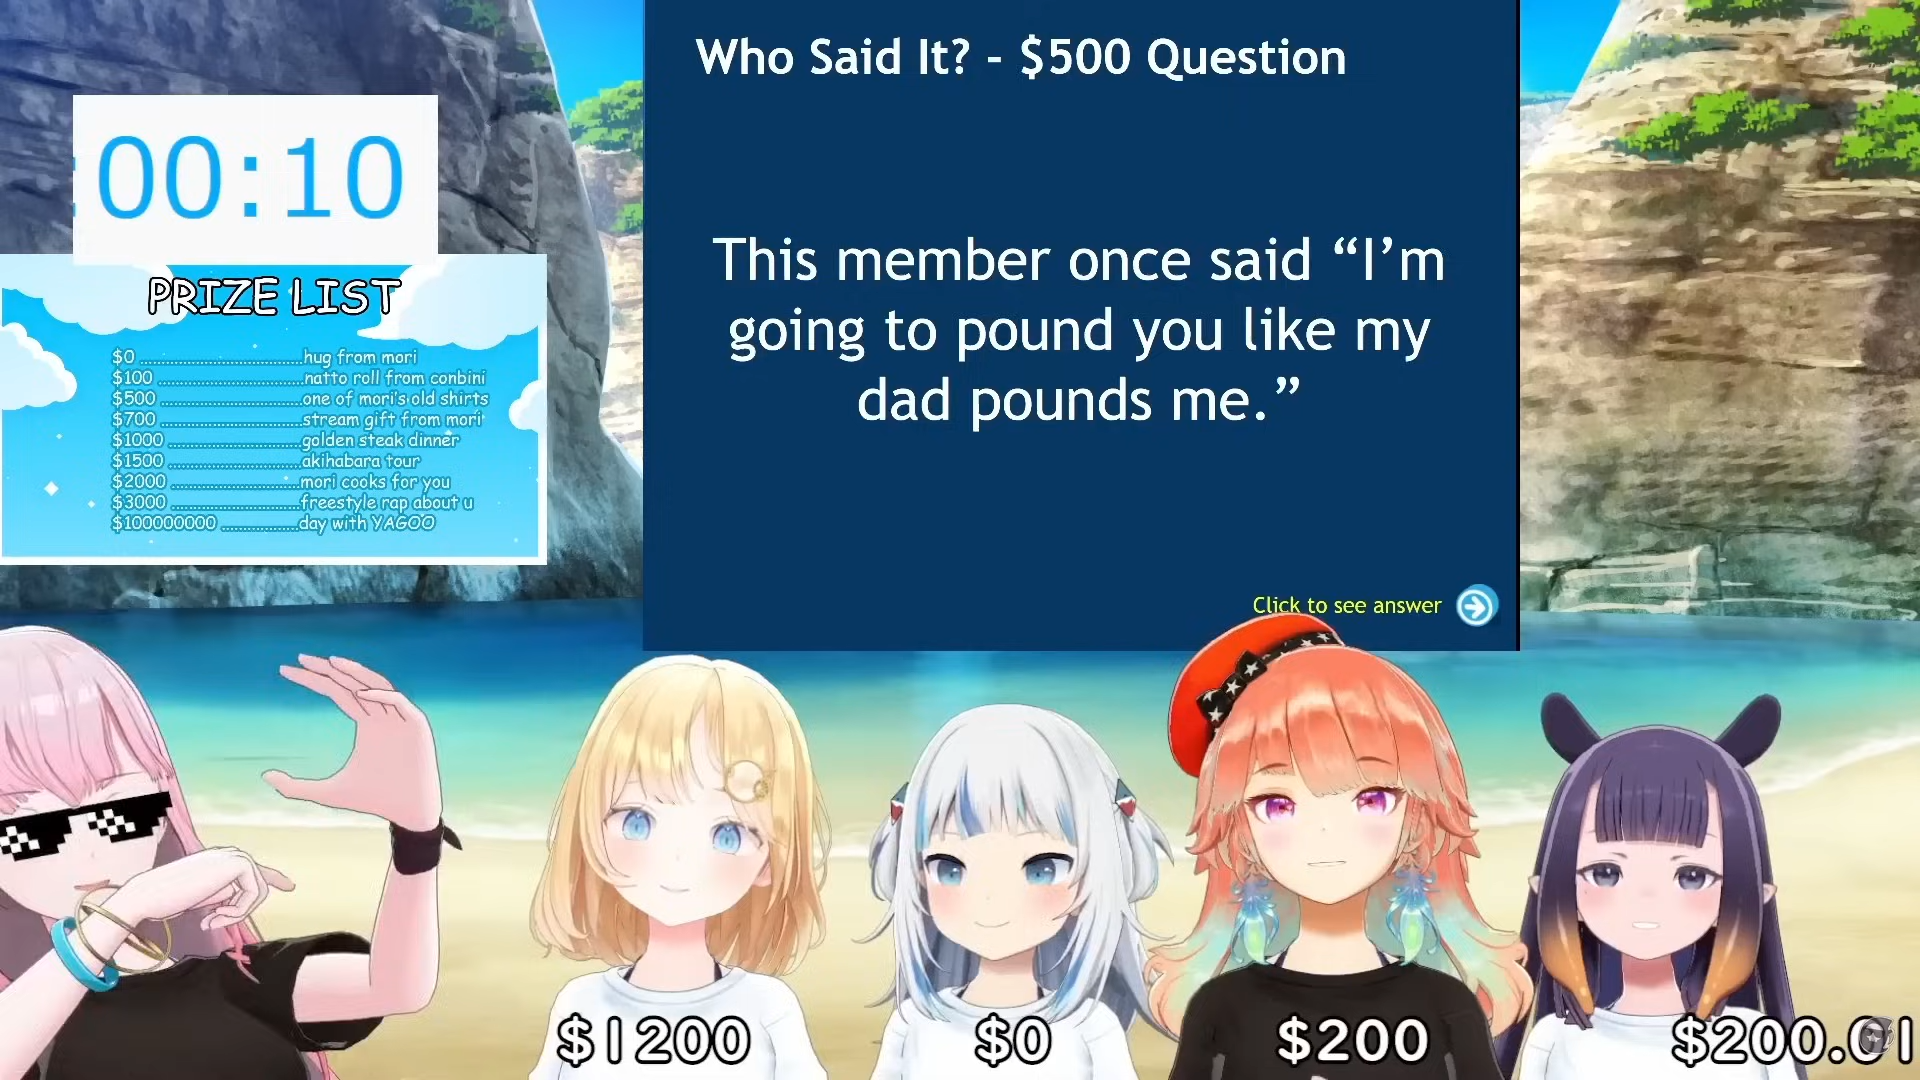 Who Said It? – $500 Question
:00:10
This member once said “I’m
going to pound you like my
dad pounds me.”
Click to see answer
PRIZE LIST
$0 ................................hug from mori
$100 ............................natto roll from conbini
$500 ............................one of mori's old shirts
$700 ............................stream gift from mori
$1000 ..........................golden steak dinner
$1500 ..........................akihabara tour
$2000 .........................mori cooks for you
$3000 .........................freestyle rap about u
$100000000 ...............day with YAGOO
$1200
$0
$200
$200.01